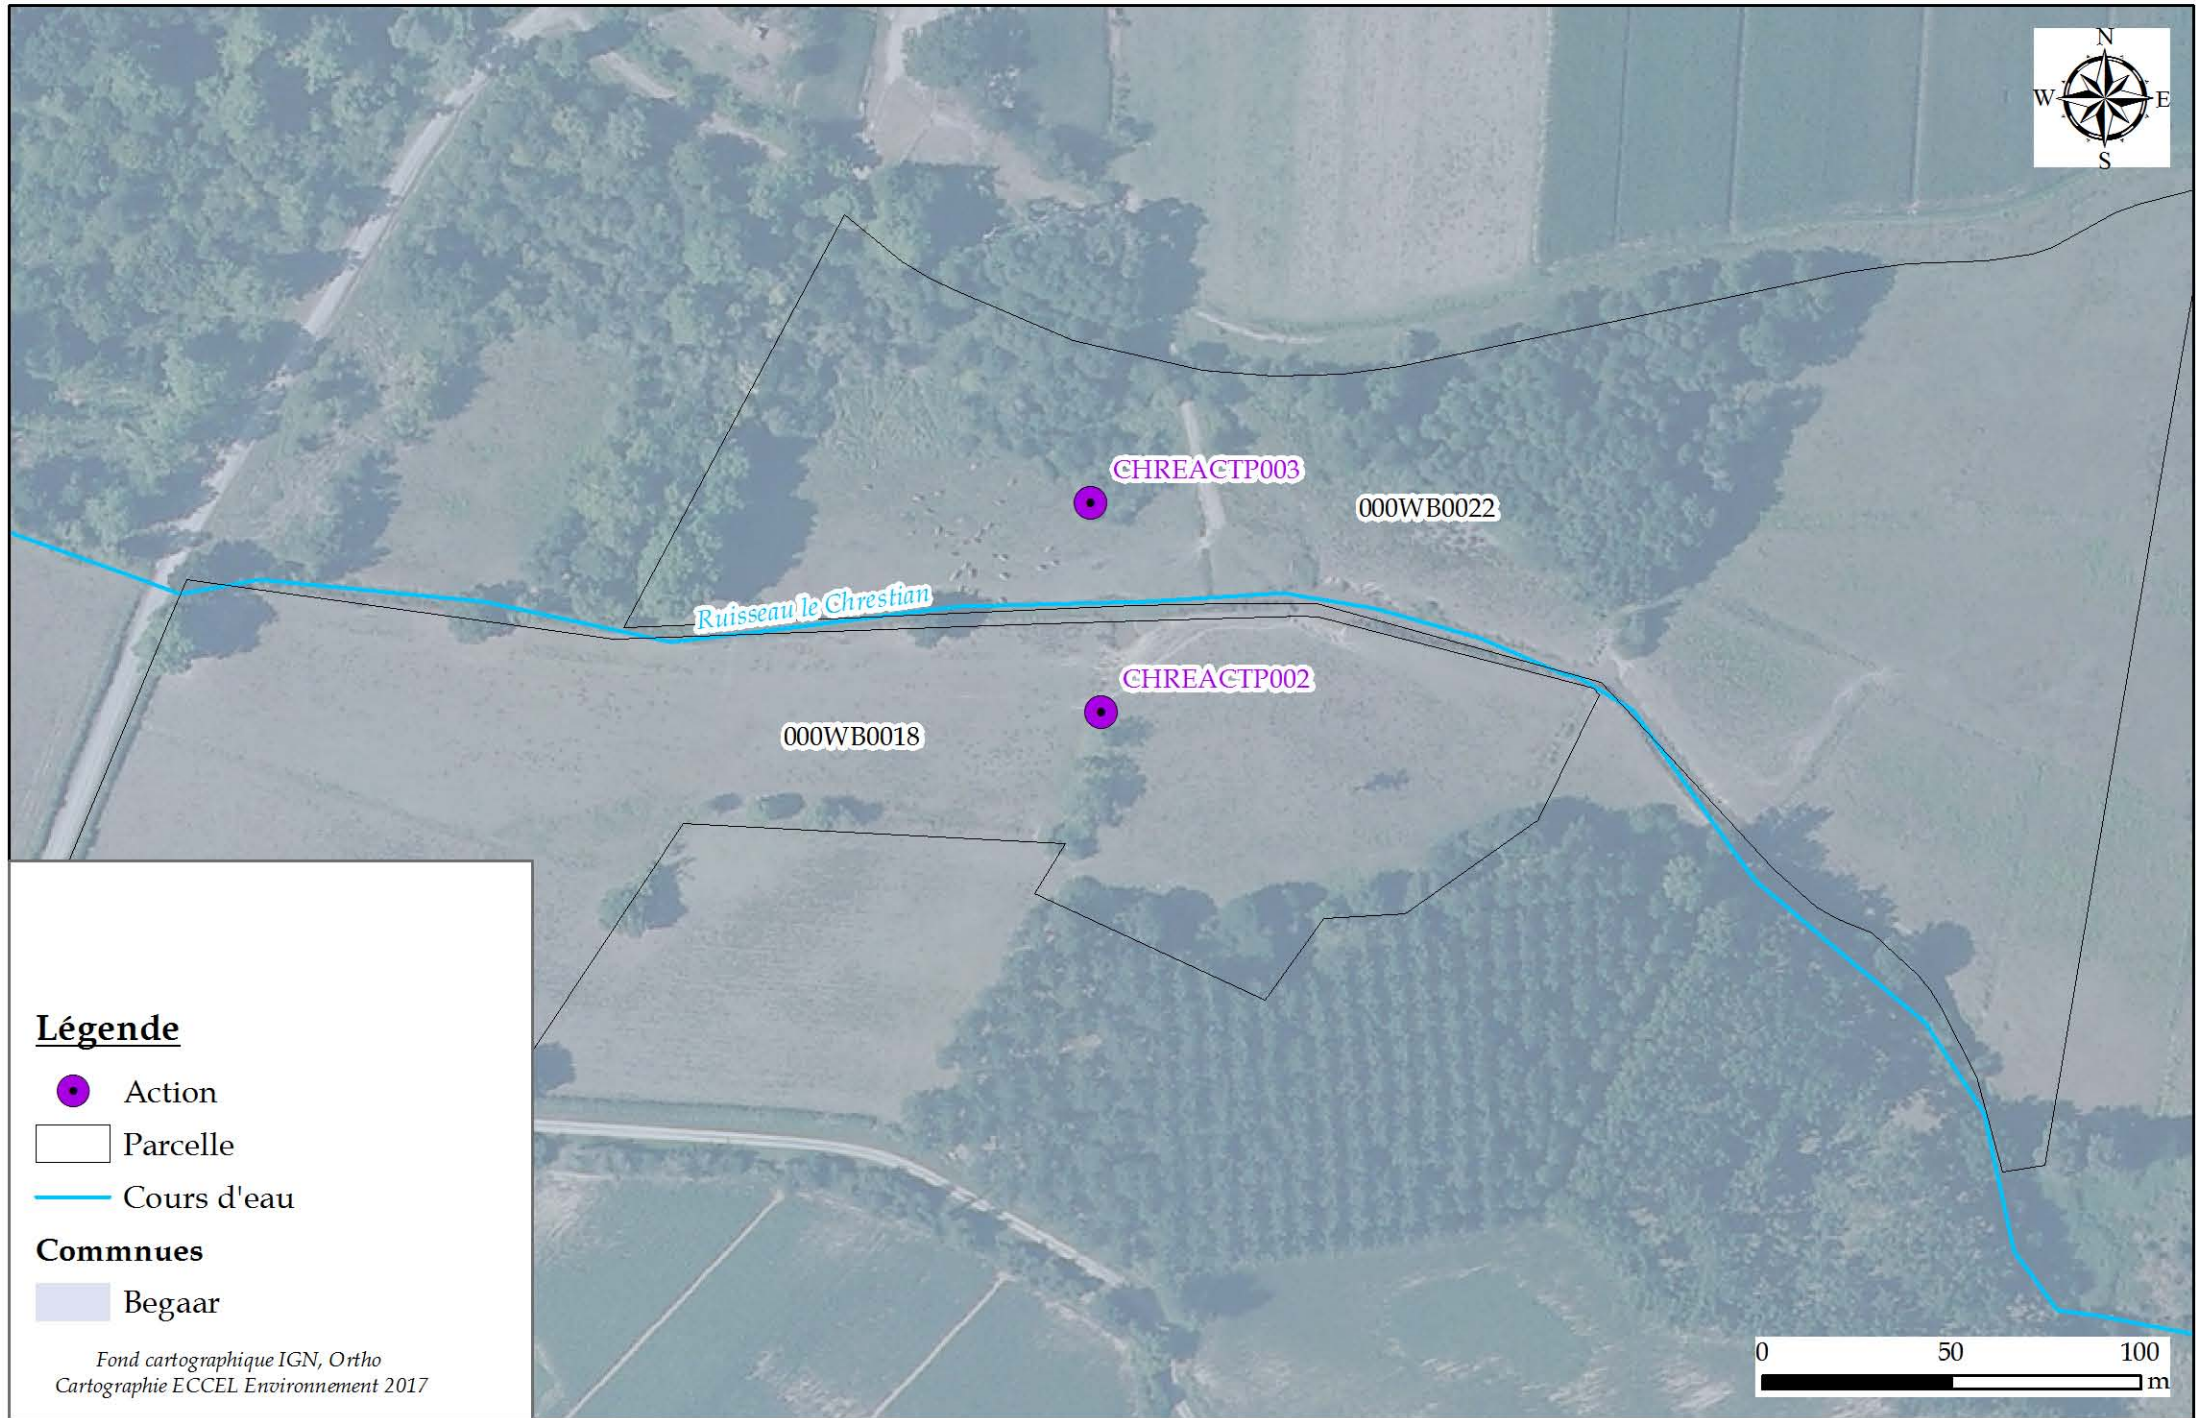 N
W E
S
CHREACTP003
000WB0022
Ruisseau le Chrestian
CHREACTP002
000WB0018
Légende
Action
Parcelle
Cours d'eau
Commnues
Begaar
Fond cartographique IGN, Ortho
Cartographie ECCEL Environnement 2017
0 50 100
m